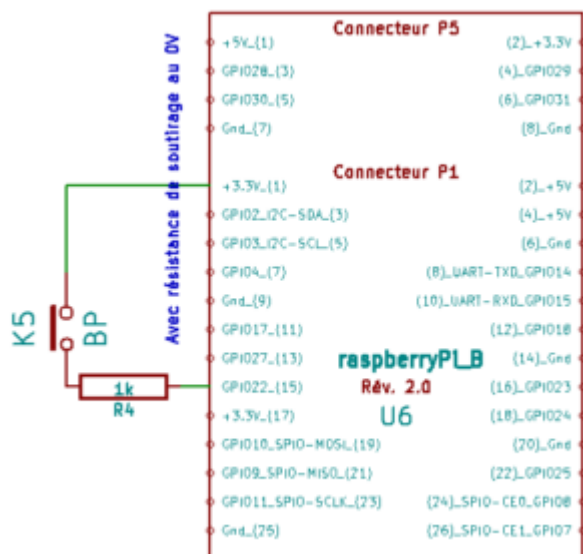 Connecteur P5
+5V_(1) (2)_+3.3V
GPIO28_(3) (4)_GPIO29
GPIO30_(5) (6)_GPIO31
Gnd_(7) (8)_Gnd
Connecteur P1
+3.3V_(1) (2)_+5V
GPIO2_I2C-SDA_(3) (4)_+5V
GPIO3_I2C-SCL_(5) (6)_Gnd
GPIO4_(7) (8)_UART-TXD_GPIO14
Gnd_(9) (10)_UART-RXD_GPIO15
GPIO17_(11) (12)_GPIO18
GPIO27_(13) (14)_Gnd
raspberryPI_B
GPIO22_(15) (16)_GPIO23
Rév. 2.0
+3.3V_(17) (18)_GPIO24
U6
GPIO10_SPI0-MOSI_(19) (20)_Gnd
GPIO9_SPI0-MISO_(21) (22)_GPIO25
GPIO11_SPI0-SCLK_(23) (24)_SPI0-CE0_GPIO8
Gnd_(25) (26)_SPI0-CE1_GPIO7
Avec résistance de soutirage au 0V
K5
BP
1k
R4